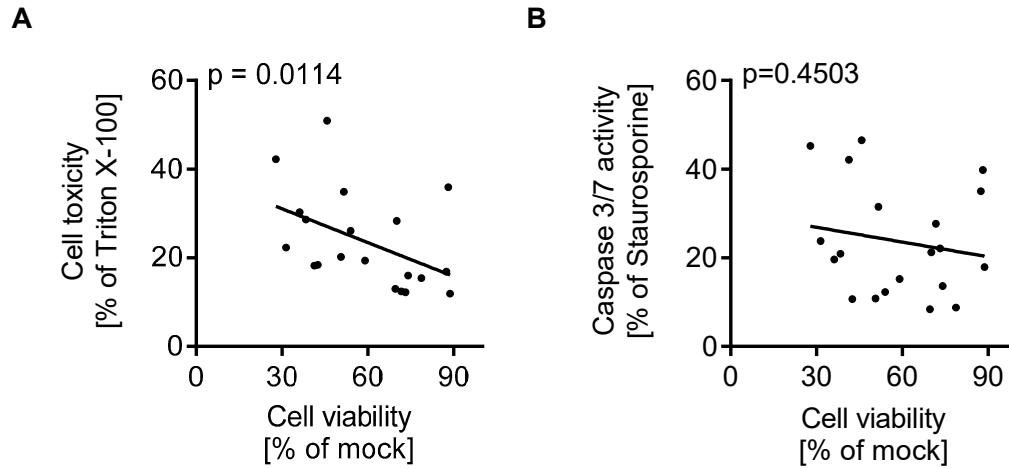 A
p = 0.0114
Cell toxicity
[% of Triton X-100]
60
40
20
0
0 30 60 90
Cell viability
[% of mock]
B
p=0.4503
Caspase 3/7 activity
[% of Staurosporine]
60
40
20
0
0 30 60 90
Cell viability
[% of mock]